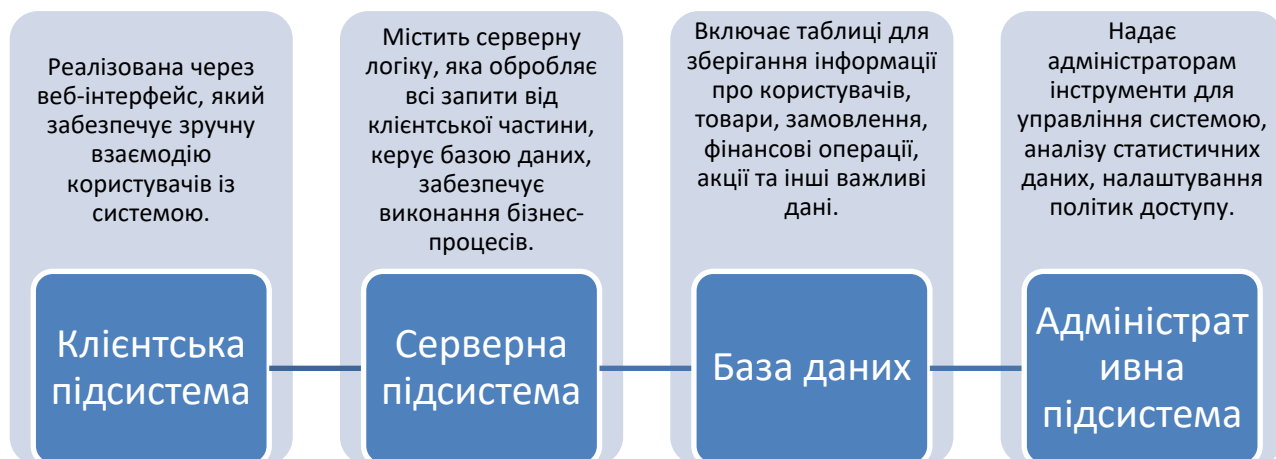 Реалізована через
веб-інтерфейс, який
забезпечує зручну
взаємодію
користувачів із
системою.
Клієнтська
підсистема
Містить серверну
логіку, яка обробляє
всі запити від
клієнтської частини,
керує базою даних,
забезпечує
виконання бізнес-
процесів.
Серверна
підсистема
Включає таблиці для
зберігання інформації
про користувачів,
товари, замовлення,
фінансові операції,
акції та інші важливі
дані.
База даних
Надає
адміністраторам
інструменти для
управління системою,
аналізу статистичних
даних, налаштування
політик доступу.
Адміністрат
ивна
підсистема